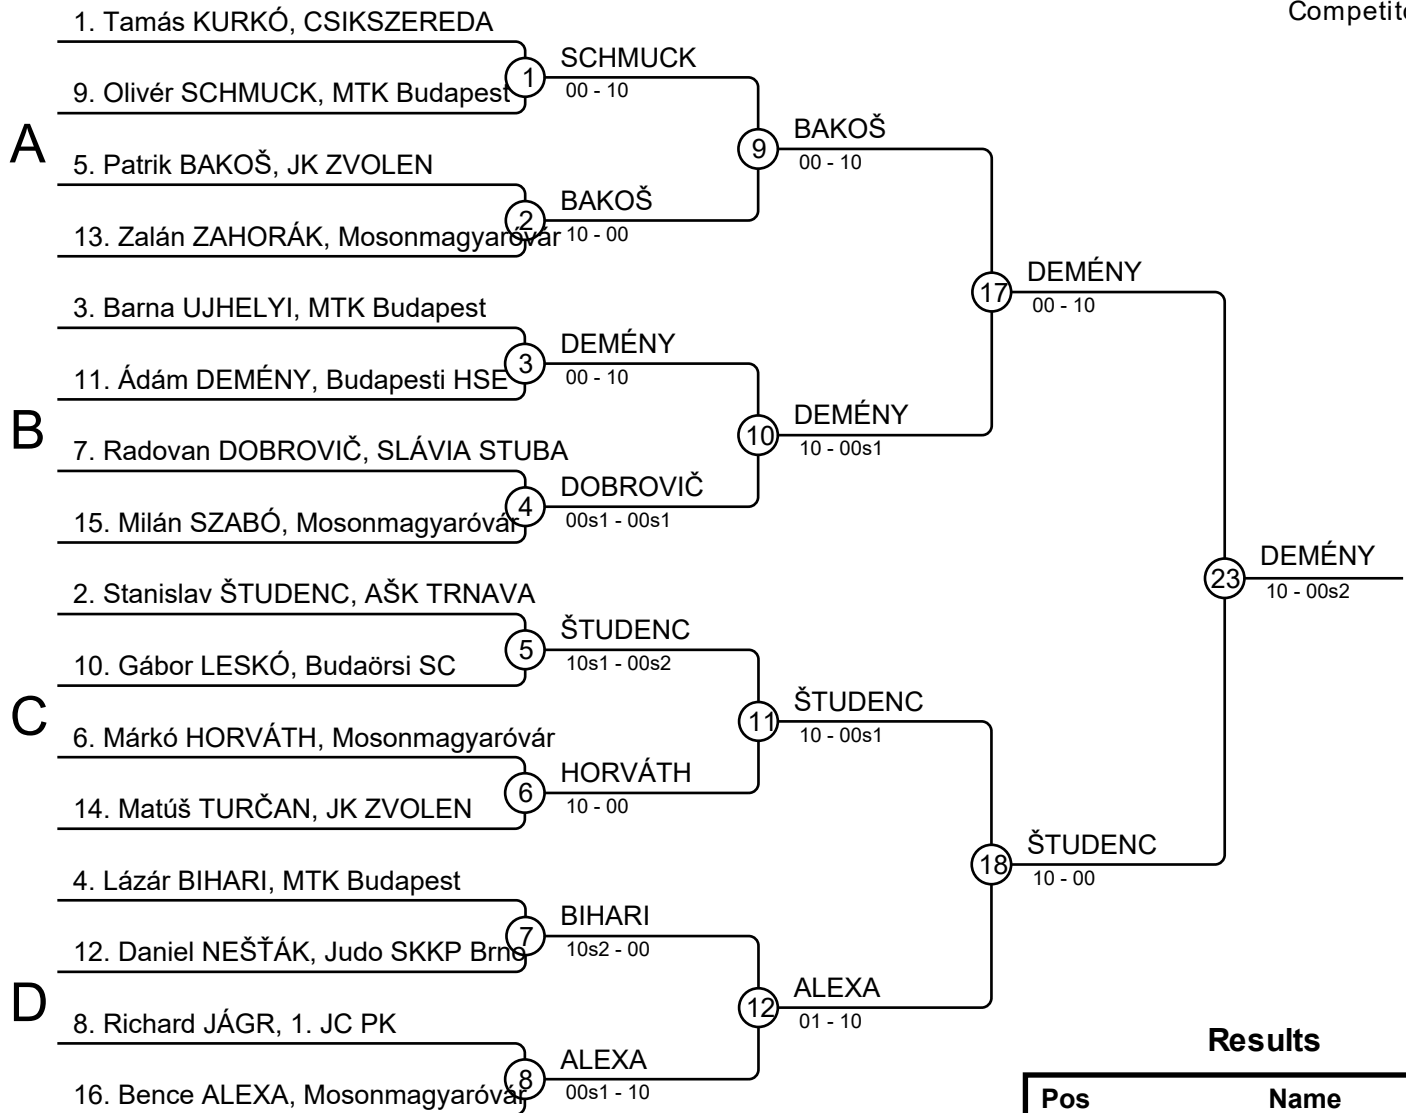 Competit
1. Tamás KURKÓ, CSIKSZEREDA
1
SCHMUCK
00 - 10
9. Olivér SCHMUCK, MTK Budapest
A
9
BAKOŠ
00 - 10
5. Patrik BAKOŠ, JK ZVOLEN
2
BAKOŠ
10 - 00
13. Zalán ZAHORÁK, Mosonmagyaróvár
17
DEMÉNY
00 - 10
3. Barna UJHELYI, MTK Budapest
3
DEMÉNY
00 - 10
11. Ádám DEMÉNY, Budapesti HSE
B
10
DEMÉNY
10 - 00s1
7. Radovan DOBROVIČ, SLÁVIA STUBA
4
DOBROVIČ
00s1 - 00s1
15. Milán SZABÓ, Mosonmagyaróvár
23
DEMÉNY
10 - 00s2
2. Stanislav ŠTUDENC, AŠK TRNAVA
5
ŠTUDENC
10s1 - 00s2
10. Gábor LESKÓ, Budaörsi SC
C
11
ŠTUDENC
10 - 00s1
6. Márkó HORVÁTH, Mosonmagyaróvár
6
HORVÁTH
10 - 00
14. Matúš TURČAN, JK ZVOLEN
18
ŠTUDENC
10 - 00
4. Lázár BIHARI, MTK Budapest
7
BIHARI
10s2 - 00
12. Daniel NEŠŤÁK, Judo SKKP Brno
D
12
ALEXA
01 - 10
8. Richard JÁGR, 1. JC PK
8
ALEXA
00s1 - 10
16. Bence ALEXA, Mosonmagyaróvár
Results
Pos Name